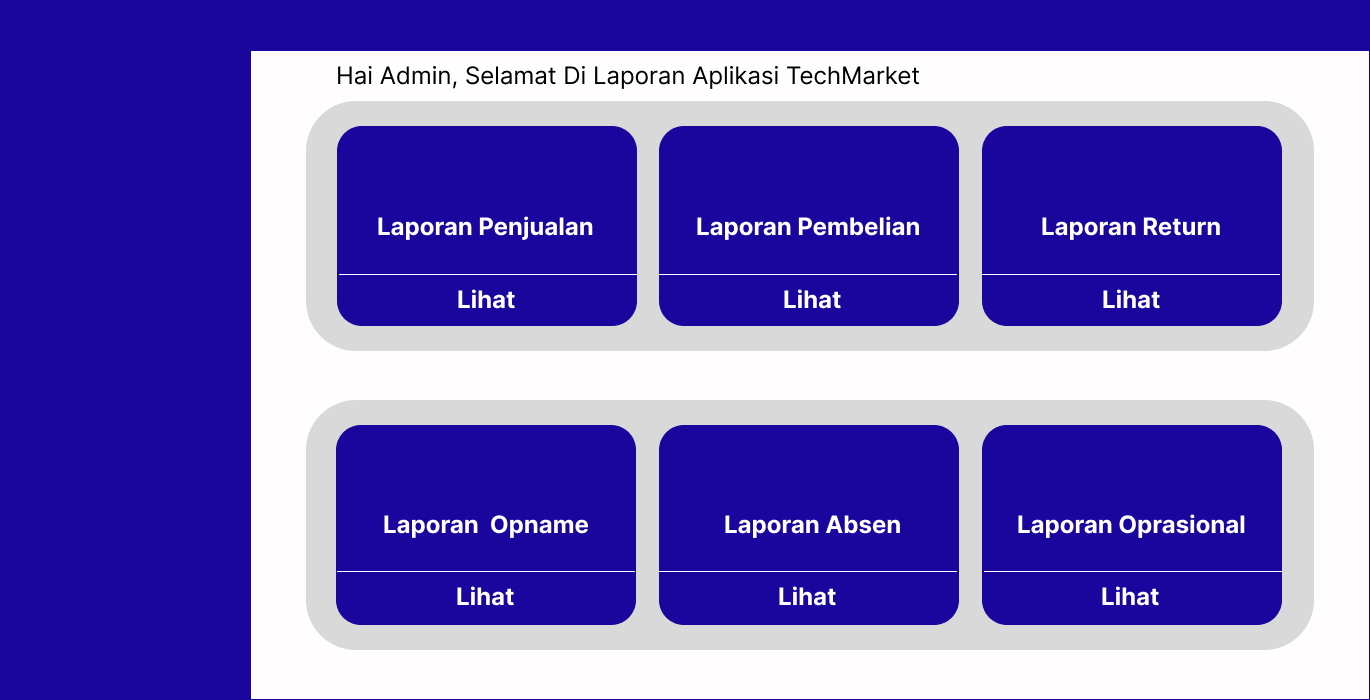 Hai Admin, Selamat Di Laporan Aplikasi TechMarket
Laporan Penjualan
Laporan Pembelian
Laporan Return
Lihat
Lihat
Lihat
Laporan  Opname
Laporan Absen
Laporan Oprasional
Lihat
Lihat
Lihat